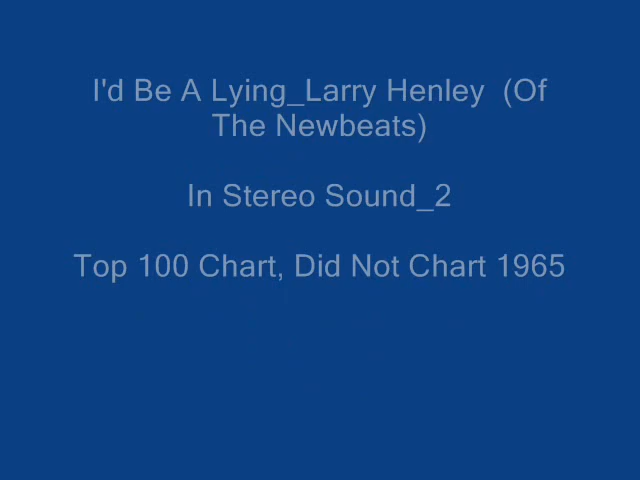 I'd Be A Lying_Larry Henley  (Of
The Newbeats)
In Stereo Sound_2
Top 100 Chart, Did Not Chart 1965